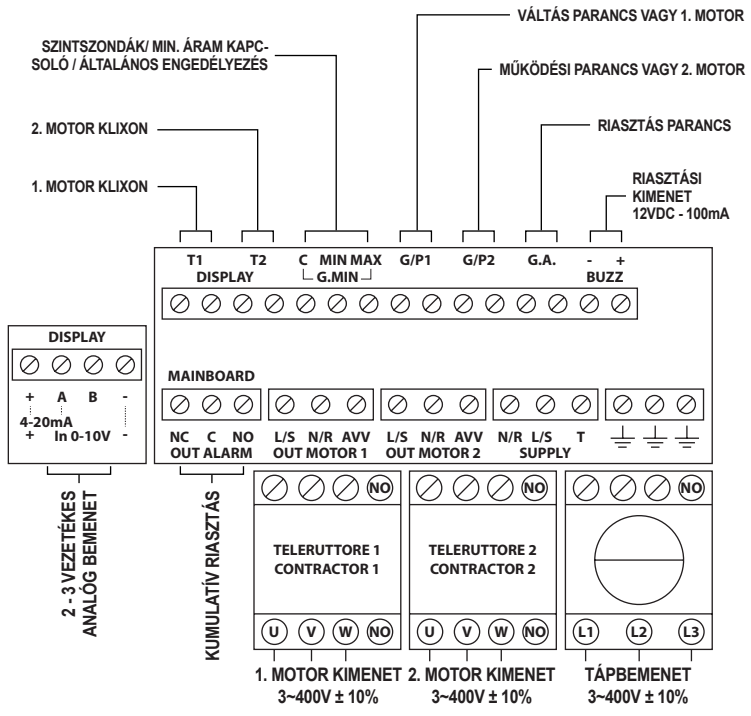 VÁLTÁS PARANCS VAGY 1. MOTOR
SZINTSZONDÁK/ MIN. ÁRAM KAPC-
SOLÓ / ÁLTALÁNOS ENGEDÉLYEZÉS
MŰKÖDÉSI PARANCS VAGY 2. MOTOR
2. MOTOR KLIXON
RIASZTÁS PARANCS
1. MOTOR KLIXON
RIASZTÁSI
KIMENET
12VDC - 100mA
T1 T2 C MIN MAX G/P1 G/P2 G.A. - +
DISPLAY G.MIN BUZZ
DISPLAY
+ A B -
4-20mA
+ In 0-10V -
2 - 3 VEZETÉKES
ANALÓG BEMENET
MAINBOARD
NC C NO L/S N/R AVV L/S N/R AVV N/R L/S T
OUT ALARM OUT MOTOR 1 OUT MOTOR 2 SUPPLY
KUMULATÍV RIASZTÁS
NO NO NO
TELERUTTORE 1
CONTRACTOR 1
TELERUTTORE 2
CONTRACTOR 2
U V W NO U V W NO L1 L2 L3
1. MOTOR KIMENET
3~400V ± 10%
2. MOTOR KIMENET
3~400V ± 10%
TÁPBEMENET
3~400V ± 10%